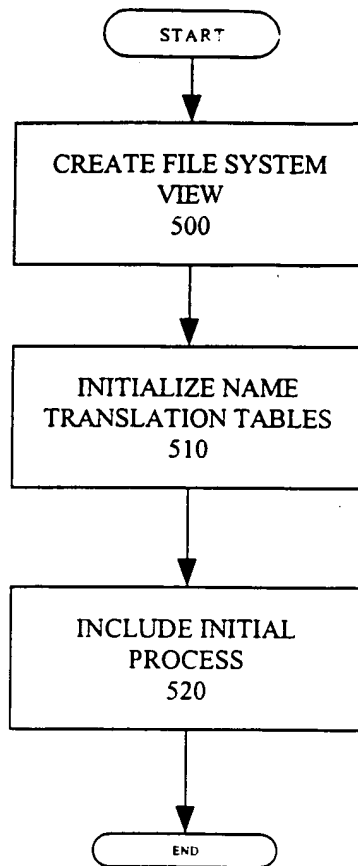 START
CREATE FILE SYSTEM
VIEW
500
INITIALIZE NAME
TRANSLATION TABLES
510
INCLUDE INITIAL
PROCESS
520
END